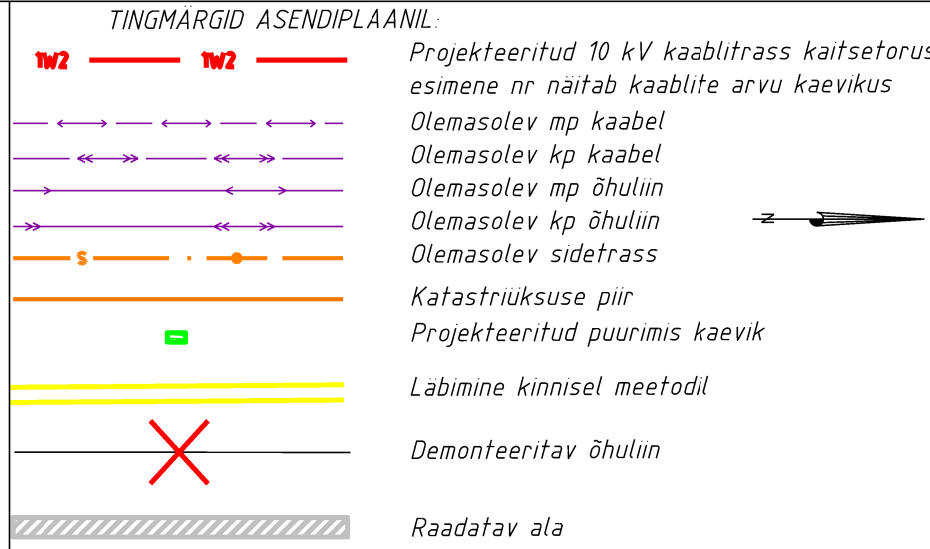 TINGMÄRGID ASENDIPLAANIL:
1W2 1W2 Projekteeritud 10 kV kaablitrass kaitsetorus
esimene nr näitab kaablite arvu kaevikus
Olemasolev mp kaabel
Olemasolev kp kaabel
Olemasolev mp õhuliin
Olemasolev kp õhuliin
N
S Olemasolev sidetrass
Katastriüksuse piir
Projekteeritud puurimis kaevik
Läbimine kinnisel meetodil
Demonteeritav õhuliin
Raadatav ala